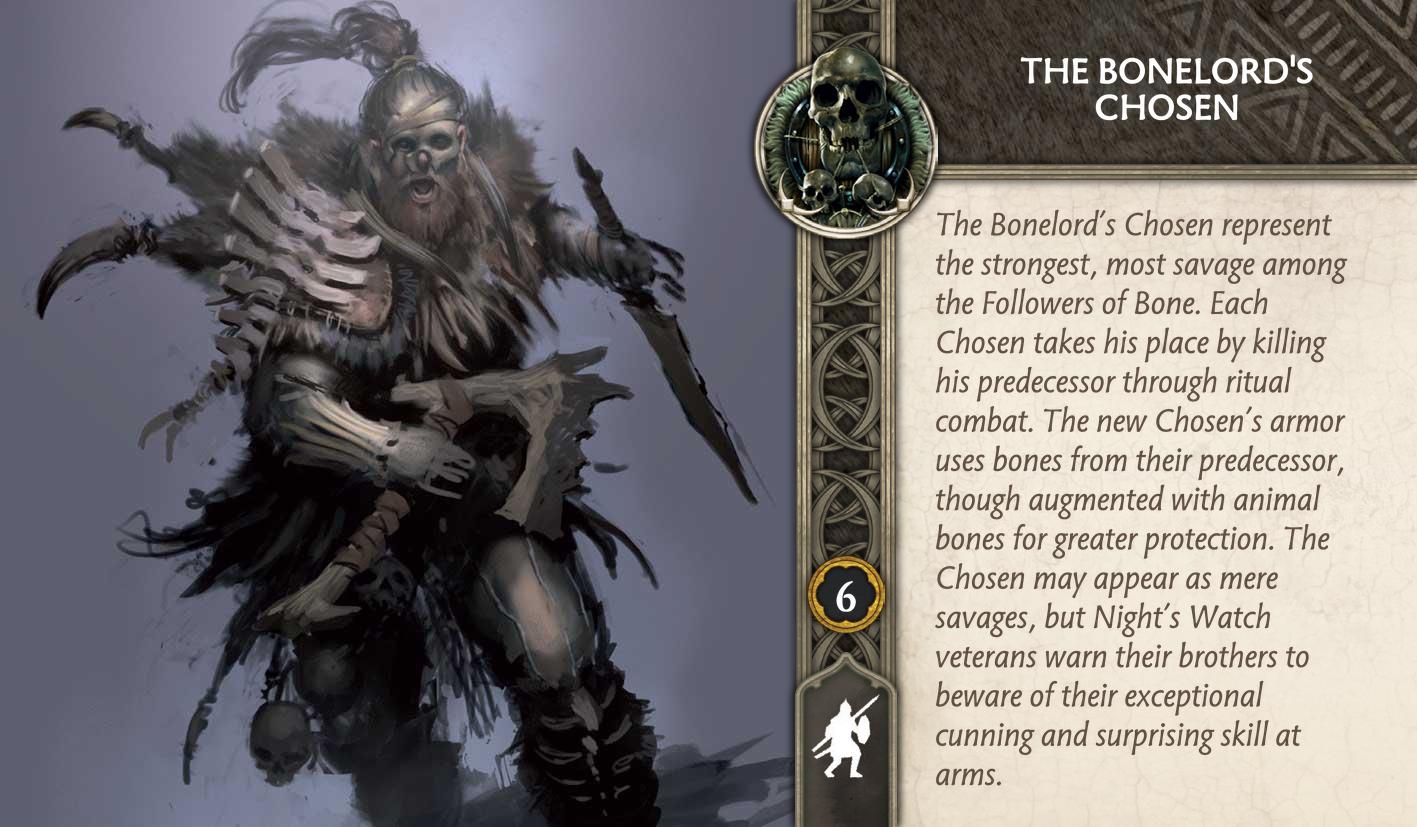 THE BONELORD'S
CHOSEN
The Bonelord's Chosen represent
the strongest, most savage among
the Followers of Bone. Each
Chosen takes his place by killing
his predecessor through ritual
combat. The new Chosen's armor
uses bones from their predecessor,
though augmented with animal
bones for greater protection. The
Chosen may appear as mere
savages, but Night's Watch
veterans warn their brothers to
beware of their exceptional
cunning and surprising skill at
arms.
6